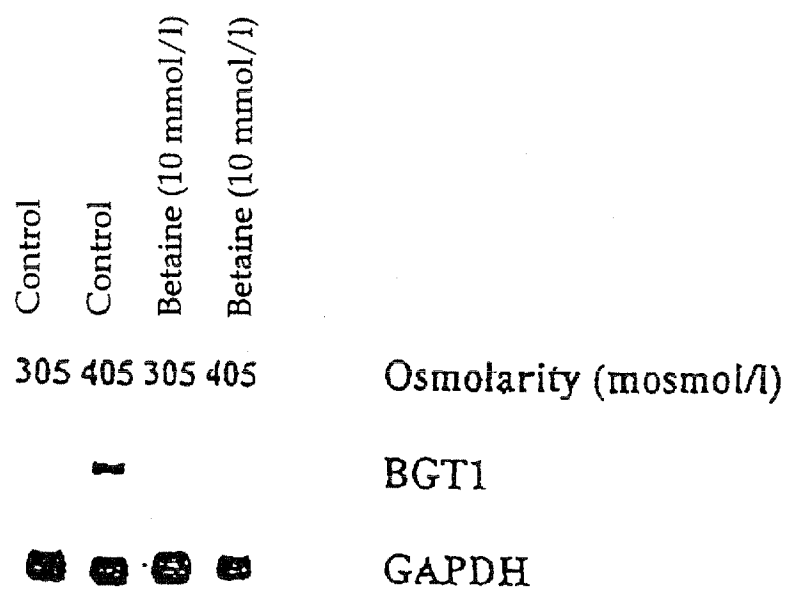 Control
Control
Betaine (10 mmol/l)
Betaine (10 mmol/l)
305 405 305 405 Osmolarity (mosmol/l)
BGT1
GAPDH